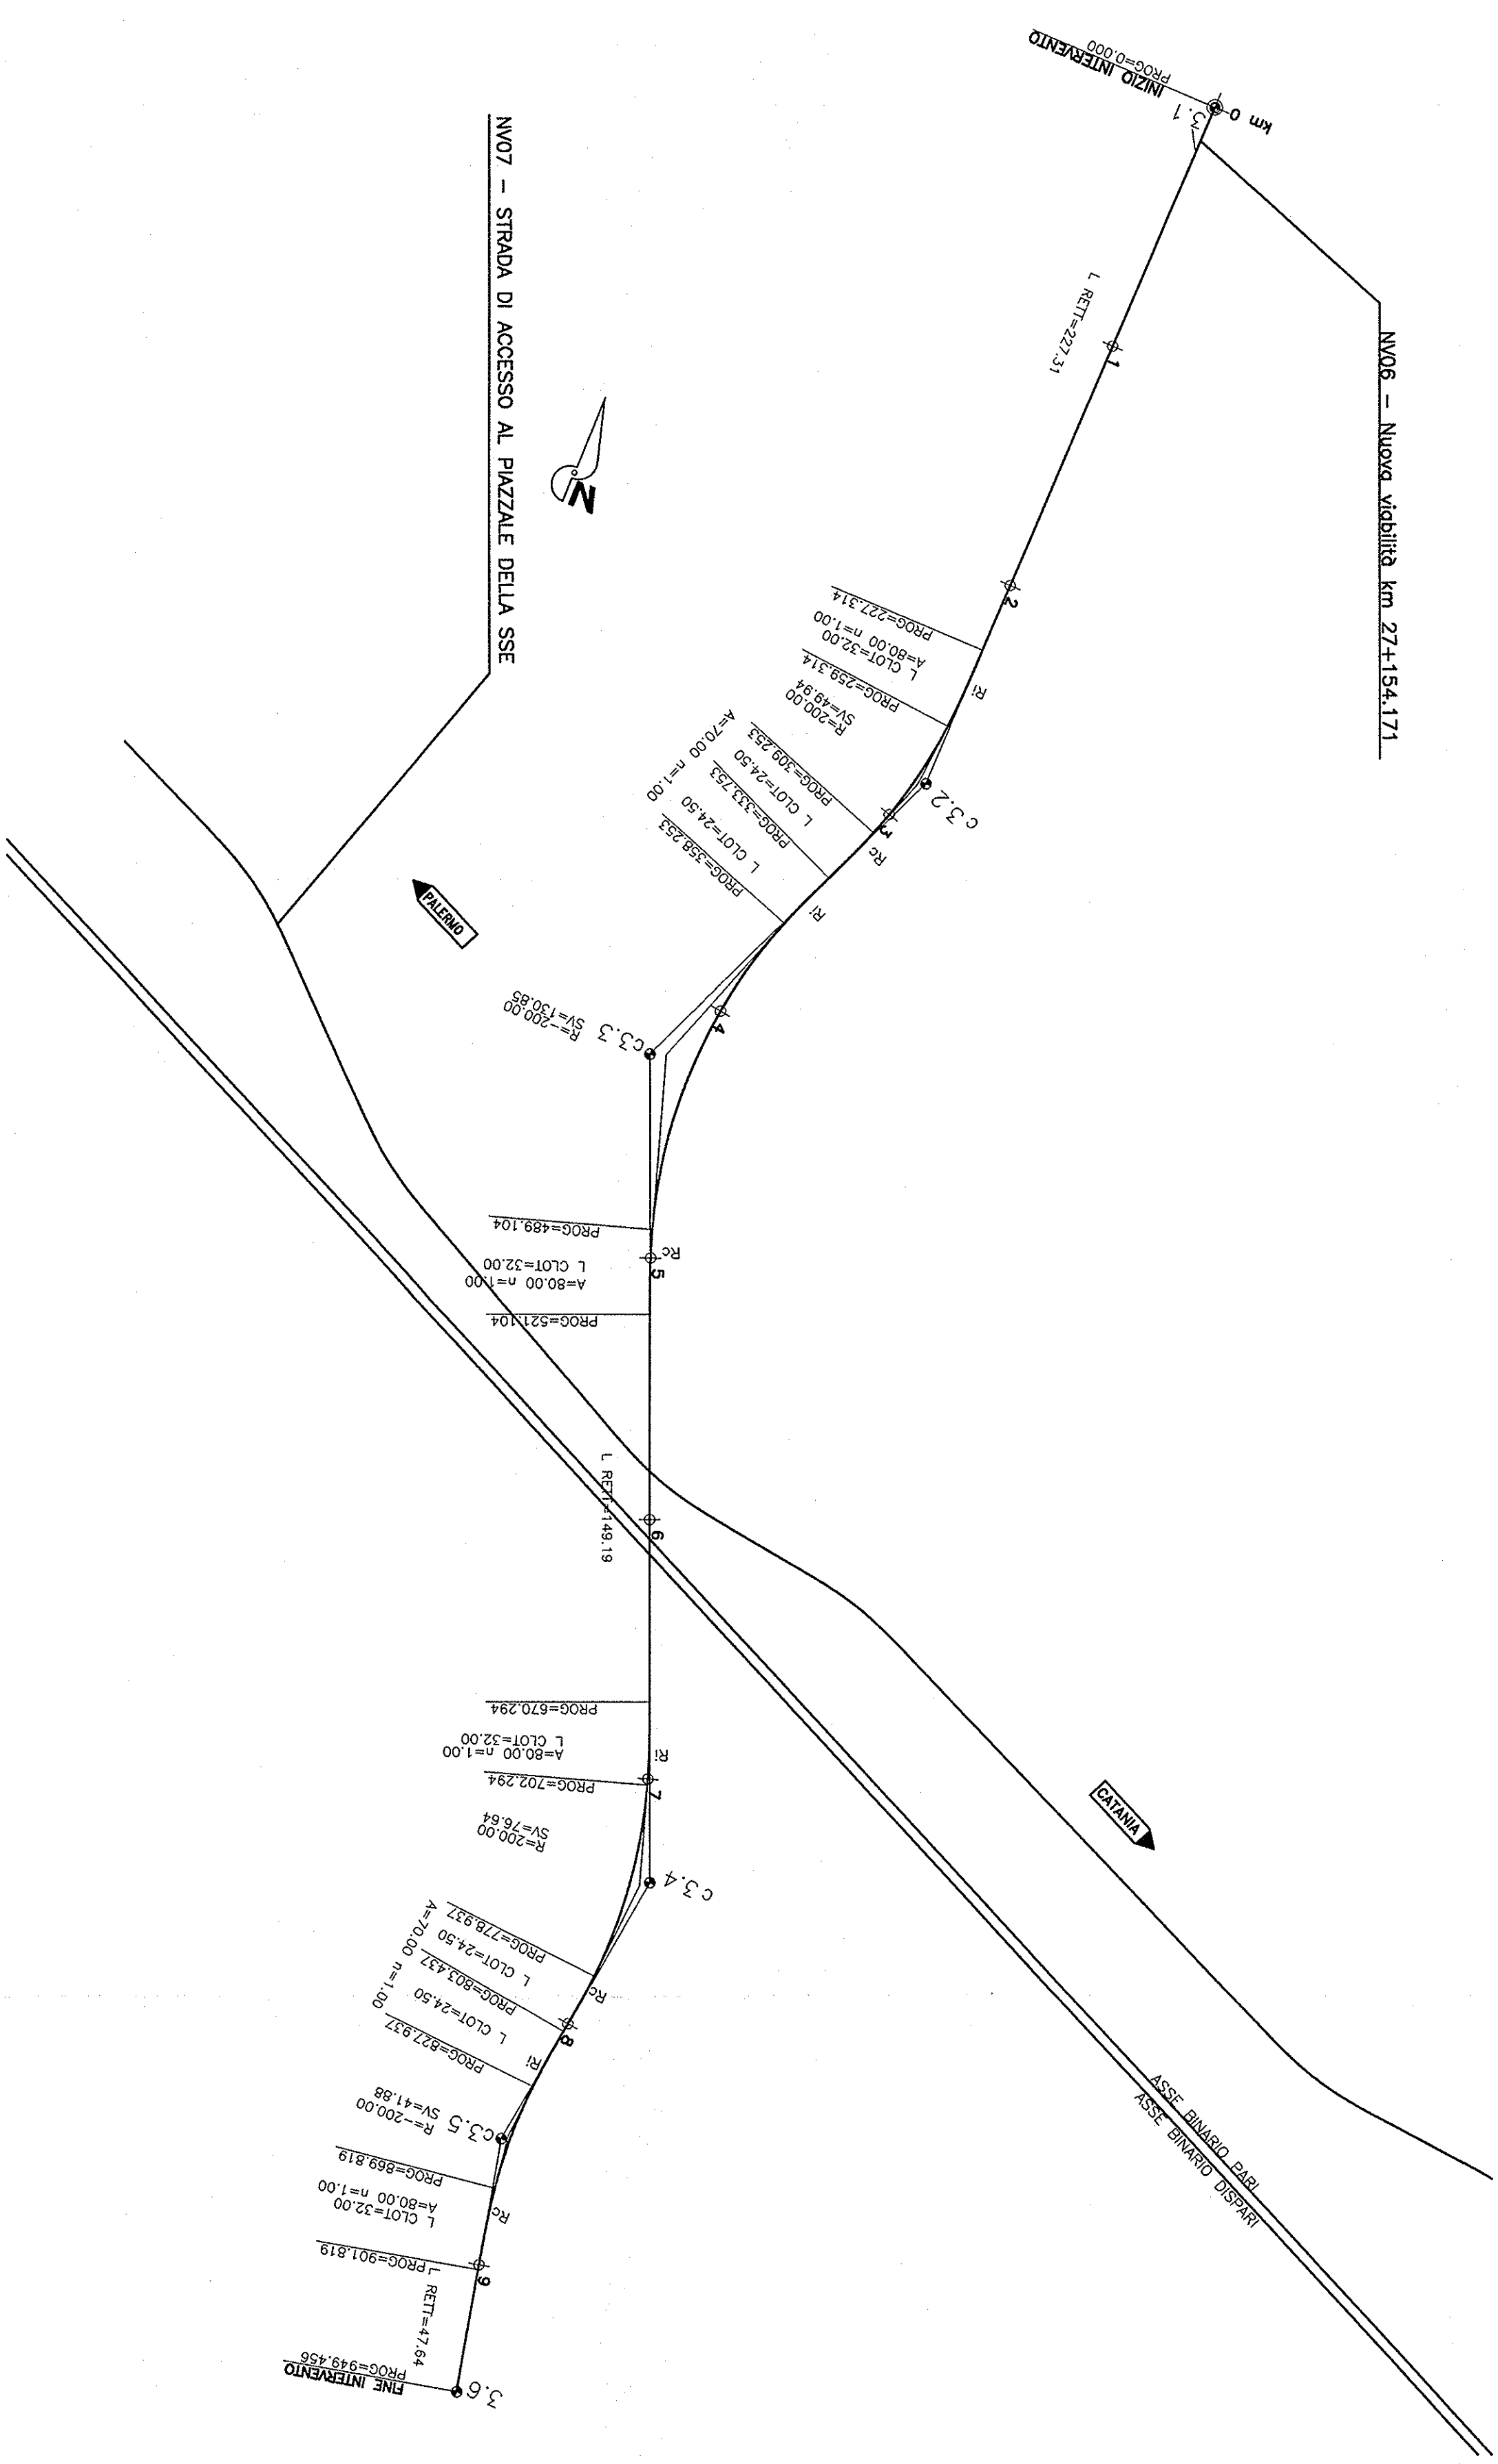 km 0
PROG=0.000
INIZIO INTERVENTO
3.1
NV06 - Nuova viabilità km 27+154.171
NV07 - STRADA DI ACCESSO AL PIAZZALE DELLA SSE
L RETT=227.31
1
N
2
PROG=227.314
A=80.00 n=1.00
L CLOT=32.00
Ri
PROG=259.314
R=200.00
SV=49.94
c 3.2
3
PROG=309.253
Rc
L CLOT=24.50
A=70.00 n=1.00
PROG=333.753
L CLOT=24.50
Ri
PROG=358.253
PALERMO
4
R=-200.00
SV=130.85
c3.3
PROG=489.104
Rc
5
L CLOT=32.00
A=80.00 n=1.00
PROG=521.104
L RETT=149.19
6
PROG=670.294
Ri
L CLOT=32.00
A=80.00 n=1.00
PROG=702.294
7
R=200.00
SV=76.64
c 3.4
CATANIA
PROG=778.937
Rc
L CLOT=24.50
A=70.00 n=1.00
PROG=803.437
8
L CLOT=24.50
Ri
PROG=827.937
R=-200.00
SV=41.88
c3.5
PROG=869.819
Rc
A=80.00 n=1.00
L CLOT=32.00
PROG=901.819
9
L RETT=47.64
PROG=949.456
FINE INTERVENTO
3.6
ASSE BINARIO PARI
ASSE BINARIO DISPARI